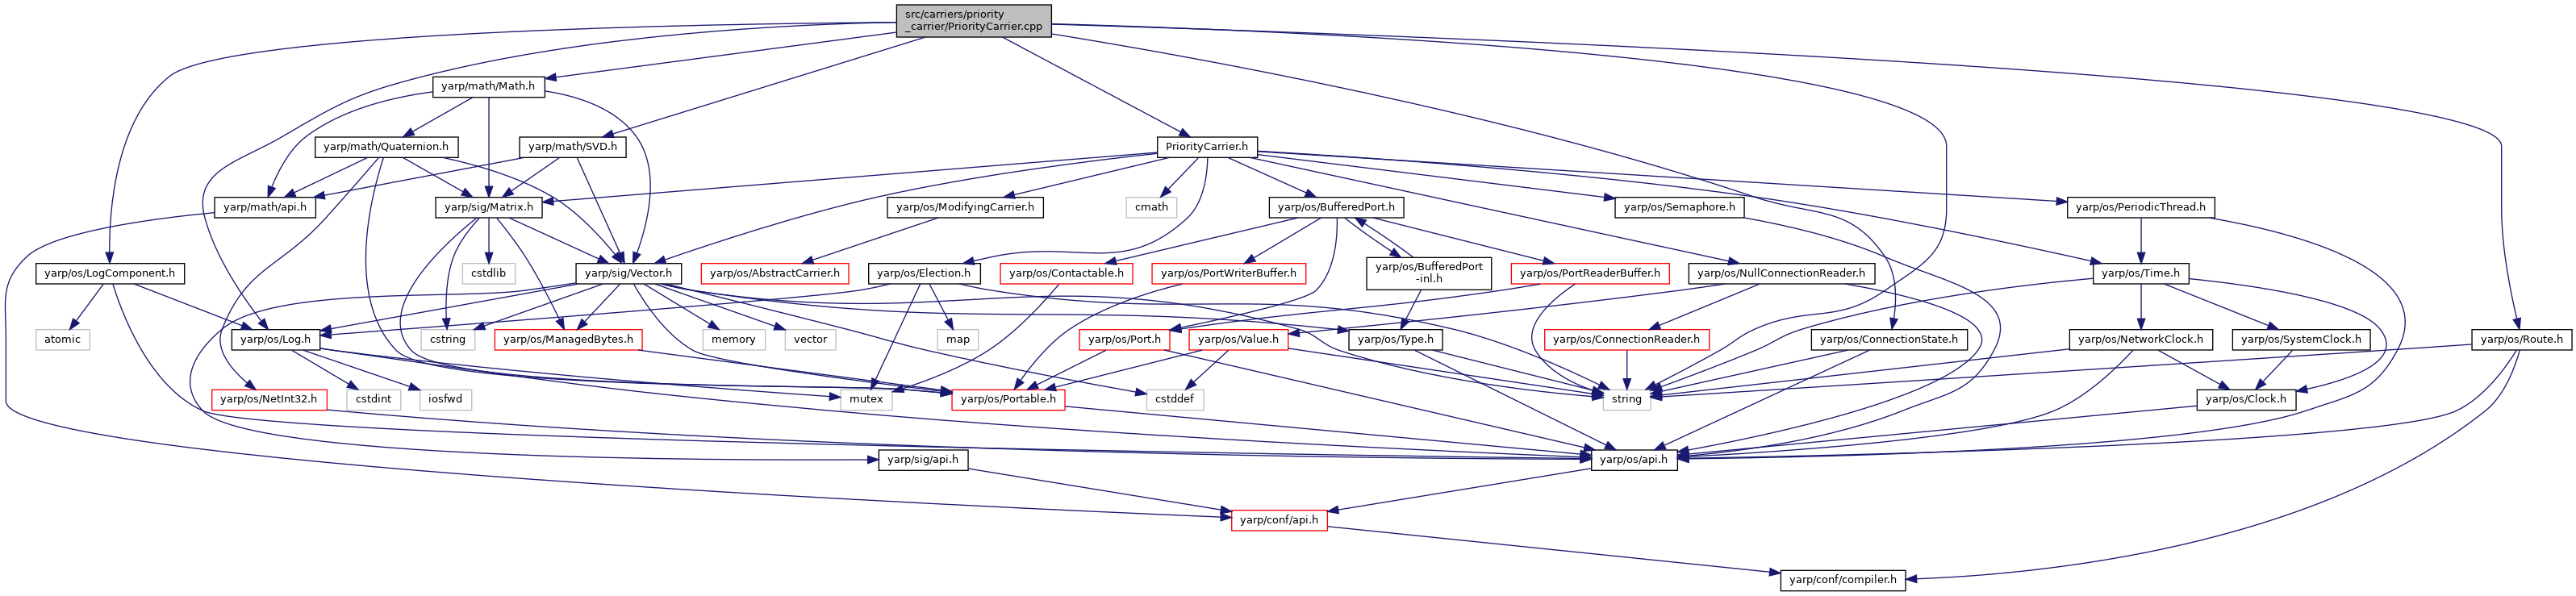 src/carriers/priority
_carrier/PriorityCarrier.cpp
yarp/math/Math.h
yarp/math/Quaternion.h
yarp/math/SVD.h
PriorityCarrier.h
yarp/math/api.h
yarp/sig/Matrix.h
yarp/os/ModifyingCarrier.h
cmath
yarp/os/BufferedPort.h
yarp/os/Semaphore.h
yarp/os/PeriodicThread.h
yarp/os/LogComponent.h
cstdlib
yarp/sig/Vector.h
yarp/os/AbstractCarrier.h
yarp/os/Election.h
yarp/os/Contactable.h
yarp/os/PortWriterBuffer.h
yarp/os/BufferedPort
-inl.h
yarp/os/PortReaderBuffer.h
yarp/os/NullConnectionReader.h
yarp/os/Time.h
atomic
yarp/os/Log.h
cstring
yarp/os/ManagedBytes.h
memory
vector
map
yarp/os/Port.h
yarp/os/Value.h
yarp/os/Type.h
yarp/os/ConnectionReader.h
yarp/os/ConnectionState.h
yarp/os/NetworkClock.h
yarp/os/SystemClock.h
yarp/os/Route.h
yarp/os/NetInt32.h
cstdint
iosfwd
mutex
yarp/os/Portable.h
cstddef
string
yarp/os/Clock.h
yarp/sig/api.h
yarp/os/api.h
yarp/conf/api.h
yarp/conf/compiler.h